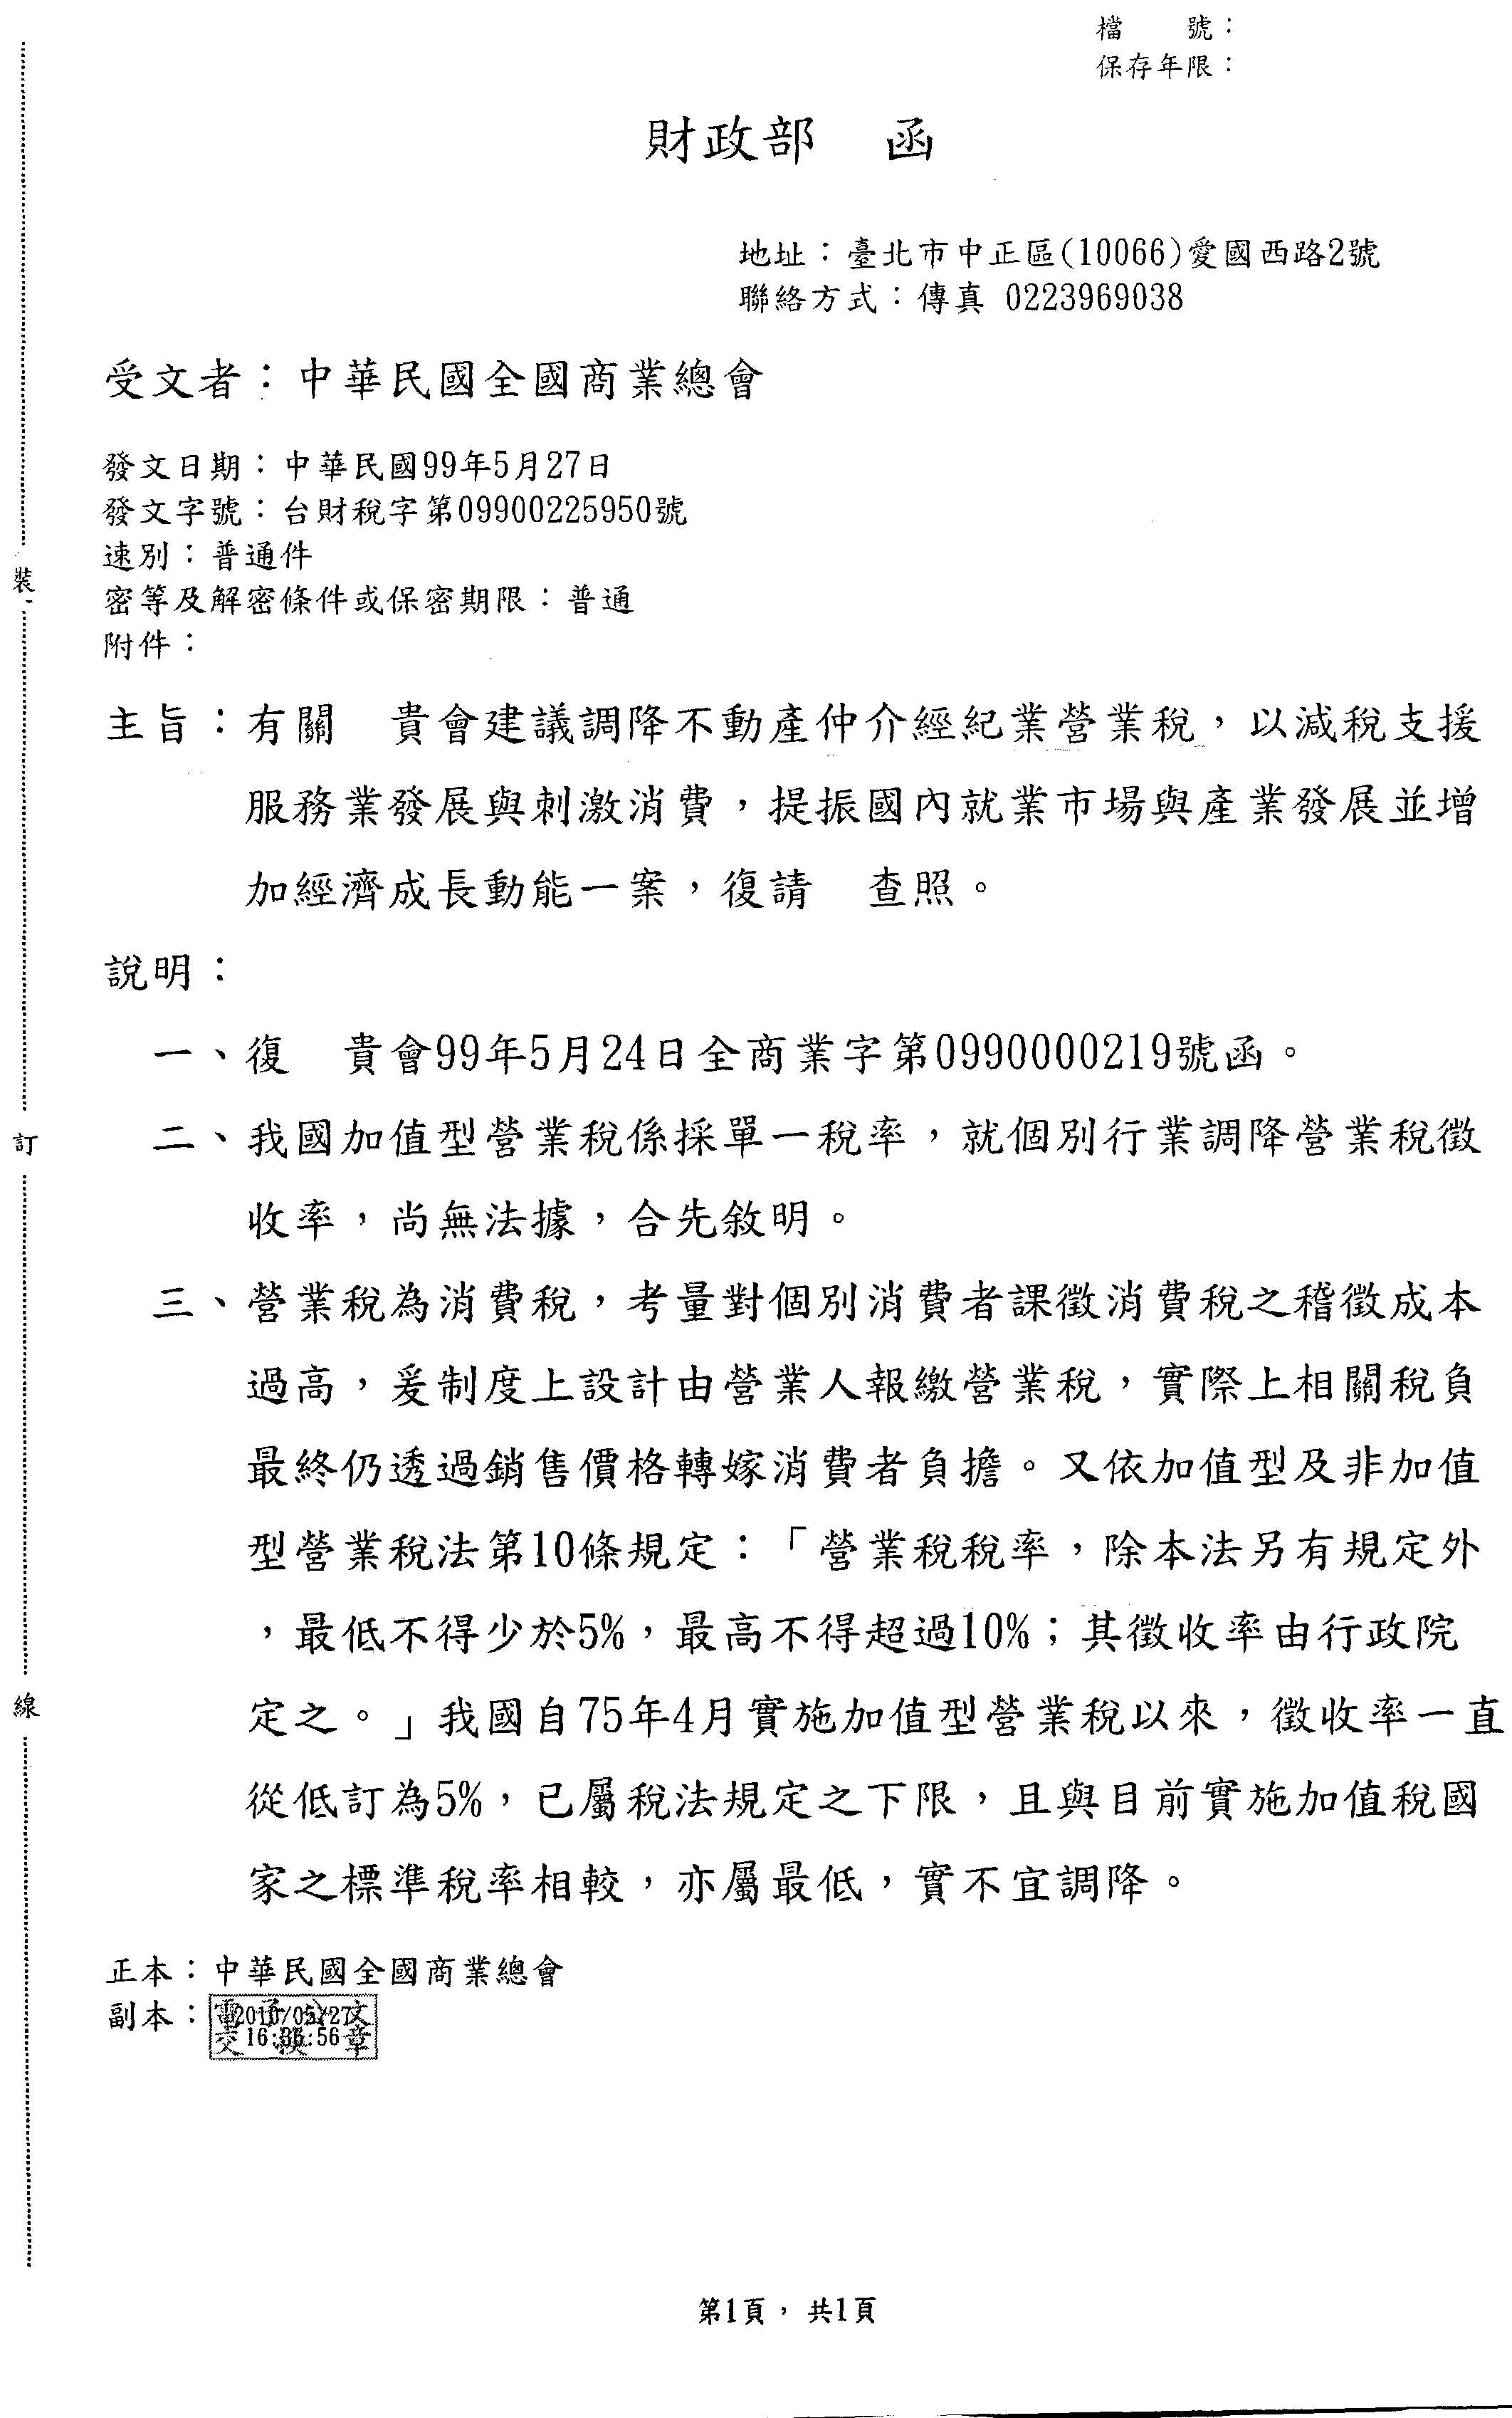 檔　　號：
保存年限：
財政部　函
地址：臺北市中正區(10066)愛國西路2號
聯絡方式：傳真 0223969038
受文者：中華民國全國商業總會
發文日期：中華民國99年5月27日
發文字號：台財稅字第09900225950號
速別：普通件
密等及解密條件或保密期限：普通
附件：
主旨：有關　貴會建議調降不動產仲介經紀業營業稅，以減稅支援
服務業發展與刺激消費，提振國內就業市場與產業發展並增
加經濟成長動能一案，復請　查照。
說明：
一、復　貴會99年5月24日全商業字第0990000219號函。
二、我國加值型營業稅係採單一稅率，就個別行業調降營業稅徵
收率，尚無法據，合先敘明。
三、營業稅為消費稅，考量對個別消費者課徵消費稅之稽徵成本
過高，爰制度上設計由營業人報繳營業稅，實際上相關稅負
最終仍透過銷售價格轉嫁消費者負擔。又依加值型及非加值
型營業稅法第10條規定：「營業稅稅率，除本法另有規定外
，最低不得少於5%，最高不得超過10%；其徵收率由行政院
定之。」我國自75年4月實施加值型營業稅以來，徵收率一直
從低訂為5%，已屬稅法規定之下限，且與目前實施加值稅國
家之標準稅率相較，亦屬最低，實不宜調降。
正本：中華民國全國商業總會
副本：
電子公文
交換章
2010/05/27
裝
訂
線
第1頁，共1頁